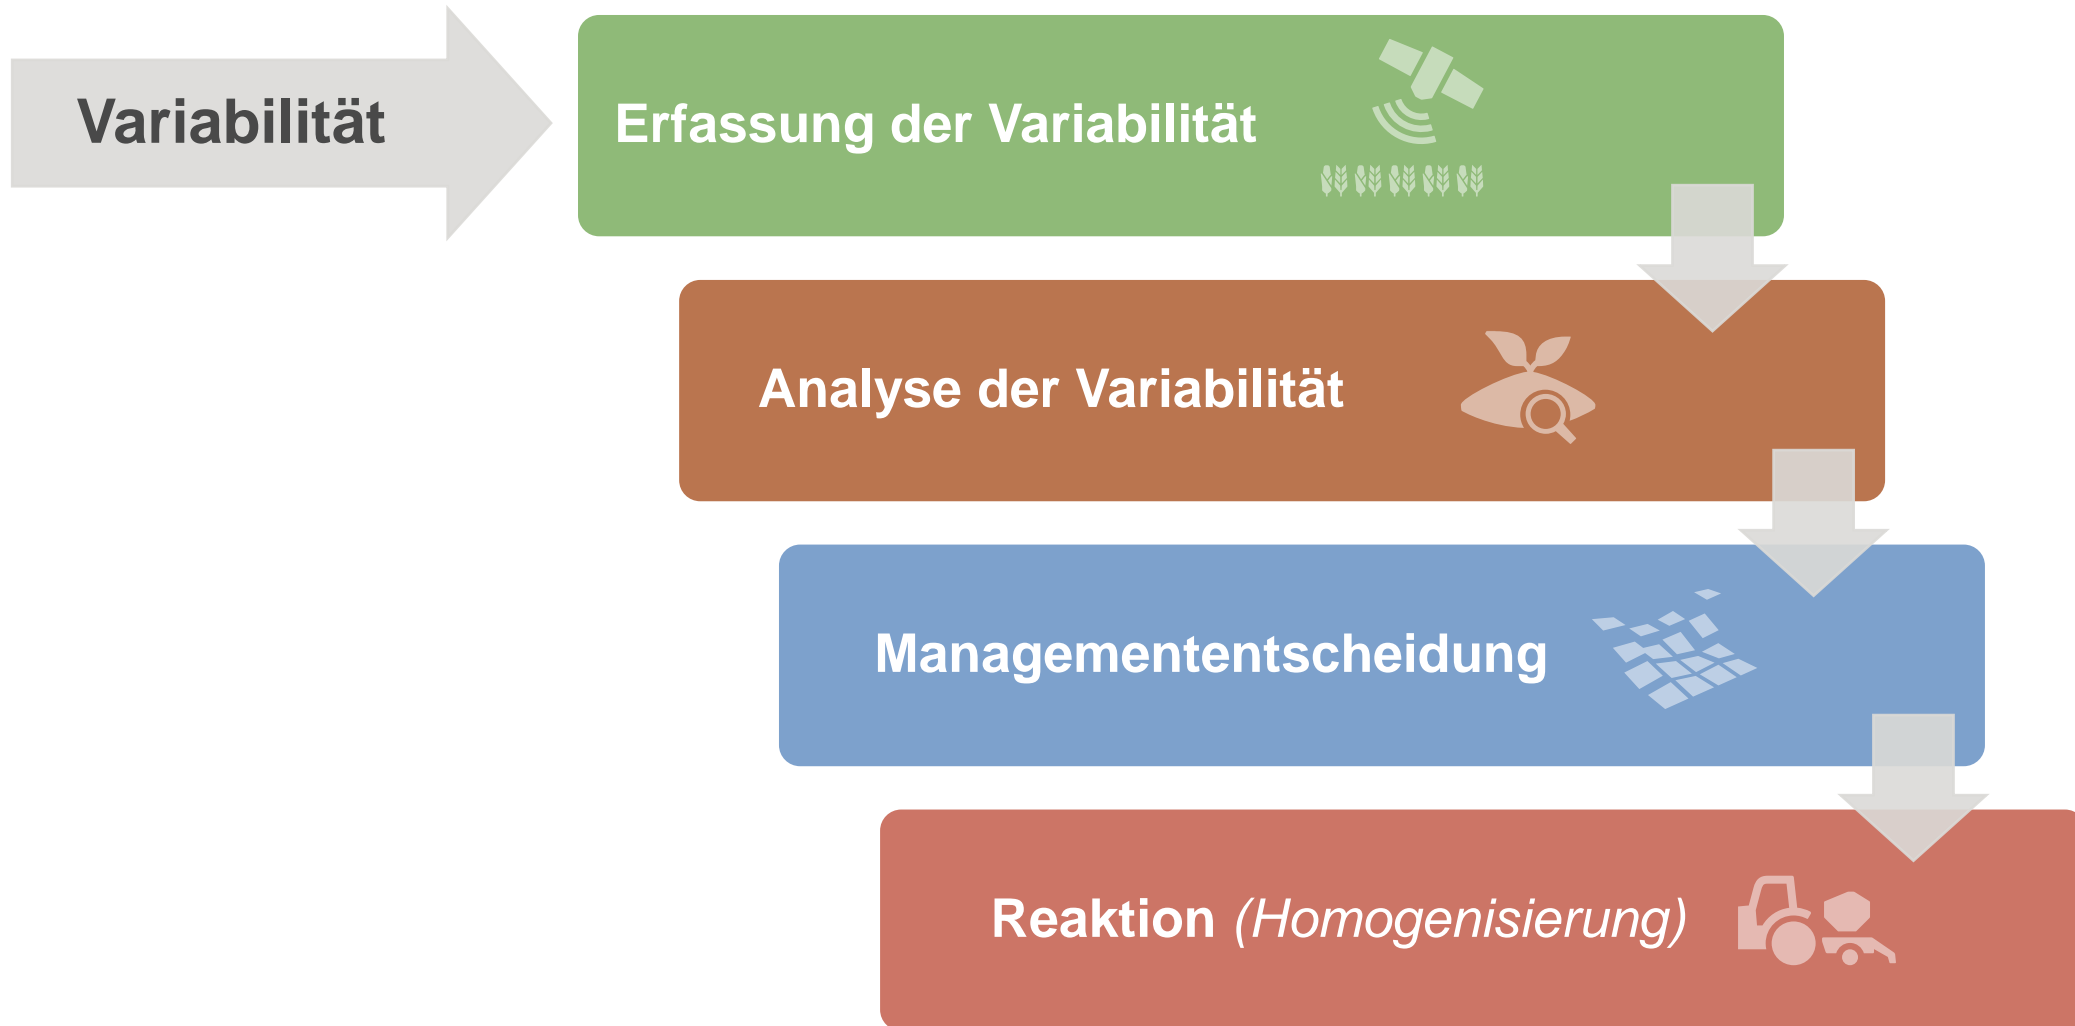 Variabilität
Erfassung der Variabilität
Analyse der Variabilität
Managemententscheidung
Reaktion (Homogenisierung)